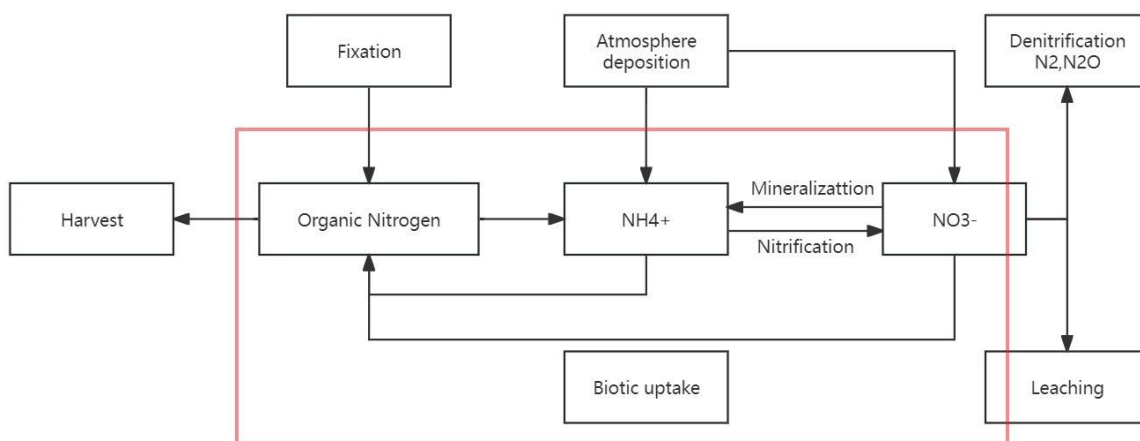 Fixation
Atmosphere
deposition
Denitrification
N2,N2O
Harvest
Organic Nitrogen
NH4+
Mineralizattion
Nitrification
NO3-
Biotic uptake
Leaching